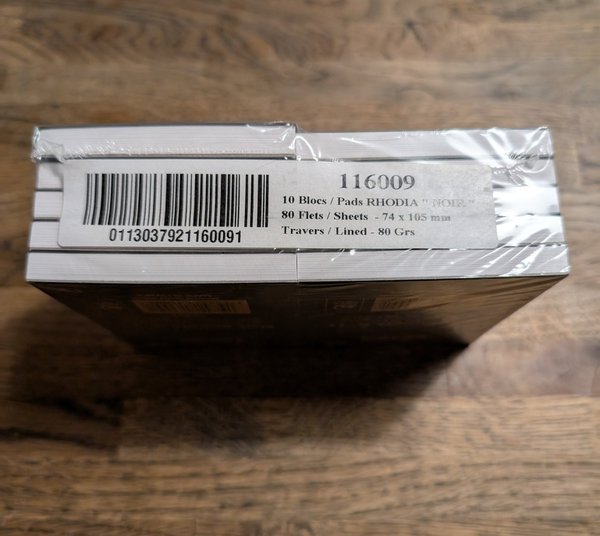 116009
10 Blocs / Pads RHODIA " NOIR "
80 Flets / Sheets - 74 x 105 mm
Travers / Lined - 80 Grs
0113037921160091